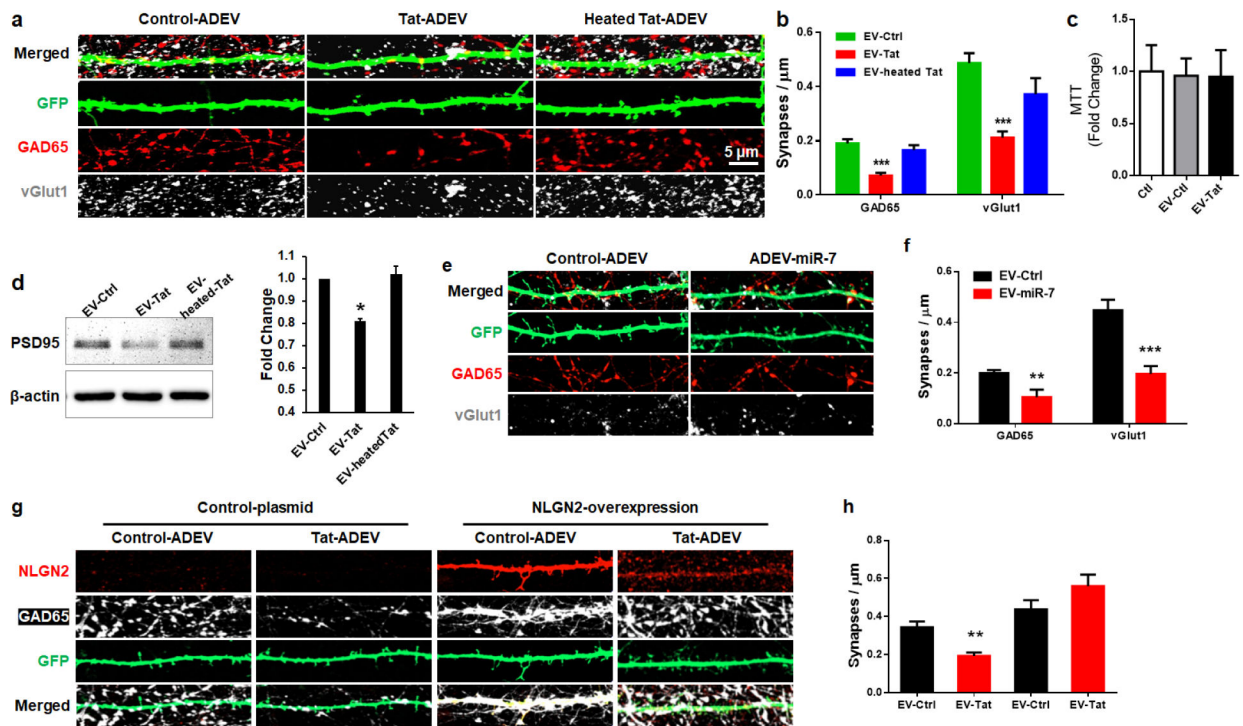 a
Control-ADEV
Tat-ADEV
Heated Tat-ADEV
Merged
GFP
GAD65
vGlut1
5 μm
b
Synapses / μm
0.6
0.4
0.2
0.0
EV-Ctrl
EV-Tat
EV-heated Tat
***
***
GAD65
vGlut1
c
MTT
(Fold Change)
1.5
1.0
0.5
0.0
Ctl
EV-Ctl
EV-Tat
d
EV-Ctrl
EV-Tat
EV-
heated-Tat
PSD95
β-actin
Fold Change
1.1
1.0
0.9
0.8
0.7
0.6
0.5
0.4
*
EV-Ctrl
EV-Tat
EV-heatedTat
e
Control-ADEV
ADEV-miR-7
Merged
GFP
GAD65
vGlut1
f
Synapses / μm
0.6
0.4
0.2
0.0
EV-Ctrl
EV-miR-7
**
***
GAD65
vGlut1
g
Control-plasmid
NLGN2-overexpression
Control-ADEV
Tat-ADEV
Control-ADEV
Tat-ADEV
NLGN2
GAD65
GFP
Merged
h
Synapses / μm
0.8
0.6
0.4
0.2
0.0
**
EV-Ctrl
EV-Tat
EV-Ctrl
EV-Tat